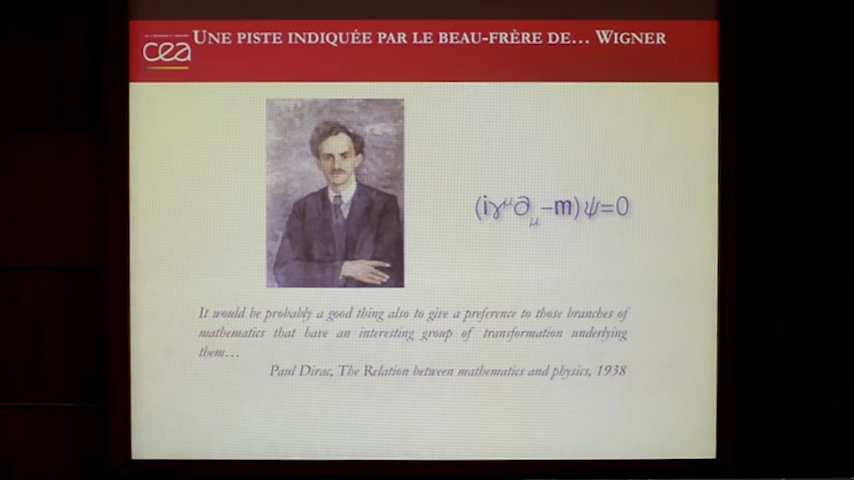 cea
UNE PISTE INDIQUÉE PAR LE BEAU-FRÈRE DE... WIGNER
(iγ^μ∂_μ–m)ψ=0
It would be probably a good thing also to give a preference to those branches of
mathematics that have an interesting group of transformation underlying
them...
Paul Dirac, The Relation between mathematics and physics, 1938